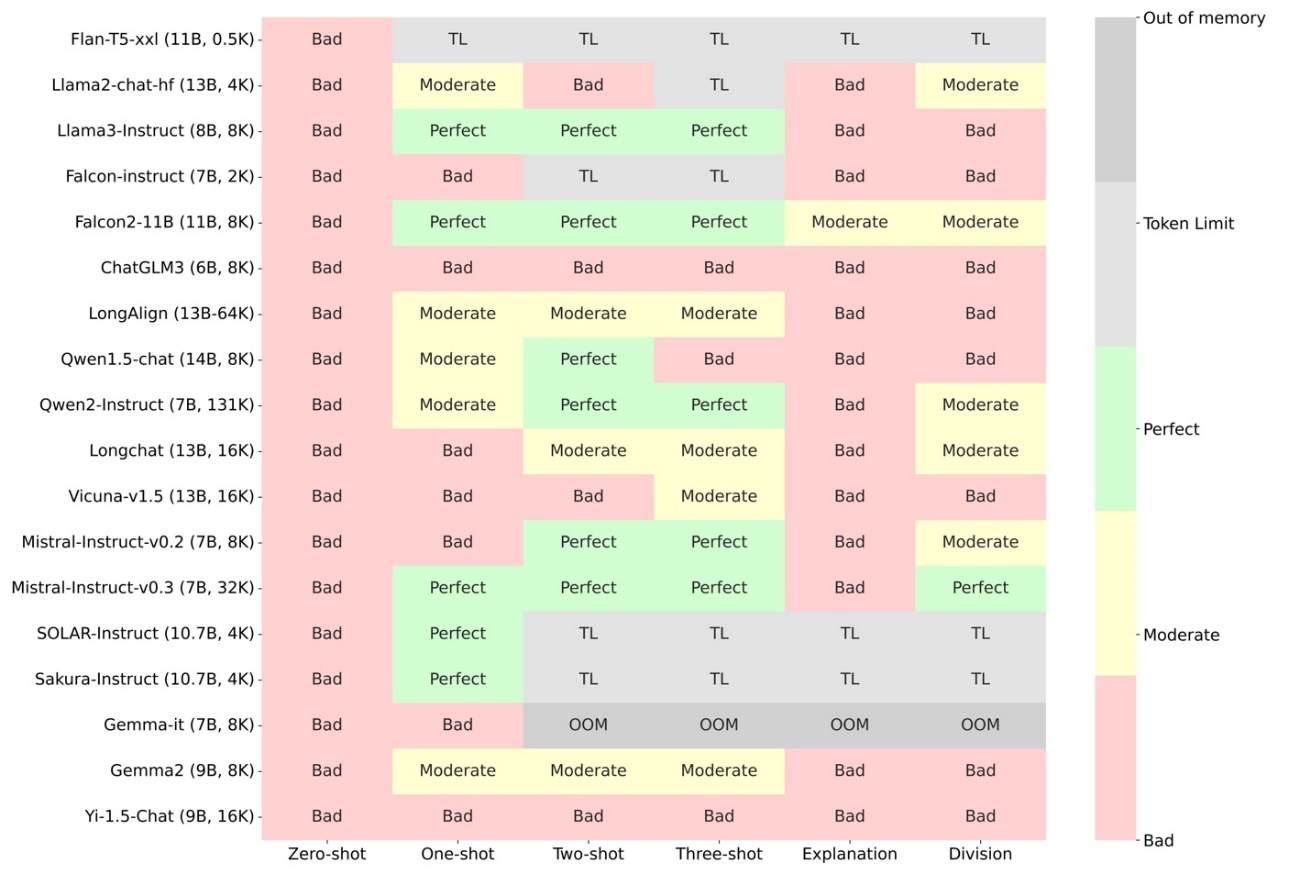 Flan-T5-xxl (11B, 0.5K) Bad TL TL TL TL TL
Llama2-chat-hf (13B, 4K) Bad Moderate Bad TL Bad Moderate
Llama3-Instruct (8B, 8K) Bad Perfect Perfect Perfect Bad Bad
Falcon-instruct (7B, 2K) Bad Bad TL TL Bad Bad
Falcon2-11B (11B, 8K) Bad Perfect Perfect Perfect Moderate Moderate
ChatGLM3 (6B, 8K) Bad Bad Bad Bad Bad Bad
LongAlign (13B-64K) Bad Moderate Moderate Moderate Bad Bad
Qwen1.5-chat (14B, 8K) Bad Moderate Perfect Bad Bad Bad
Qwen2-Instruct (7B, 131K) Bad Moderate Perfect Perfect Bad Moderate
Longchat (13B, 16K) Bad Bad Moderate Moderate Bad Moderate
Vicuna-v1.5 (13B, 16K) Bad Bad Bad Moderate Bad Bad
Mistral-Instruct-v0.2 (7B, 8K) Bad Bad Perfect Perfect Bad Moderate
Mistral-Instruct-v0.3 (7B, 32K) Bad Perfect Perfect Perfect Bad Perfect
SOLAR-Instruct (10.7B, 4K) Bad Perfect TL TL TL TL
Sakura-Instruct (10.7B, 4K) Bad Perfect TL TL TL TL
Gemma-it (7B, 8K) Bad Bad OOM OOM OOM OOM
Gemma2 (9B, 8K) Bad Moderate Moderate Moderate Bad Bad
Yi-1.5-Chat (9B, 16K) Bad Bad Bad Bad Bad Bad
Zero-shot One-shot Two-shot Three-shot Explanation Division
Out of memory
Token Limit
Perfect
Moderate
Bad